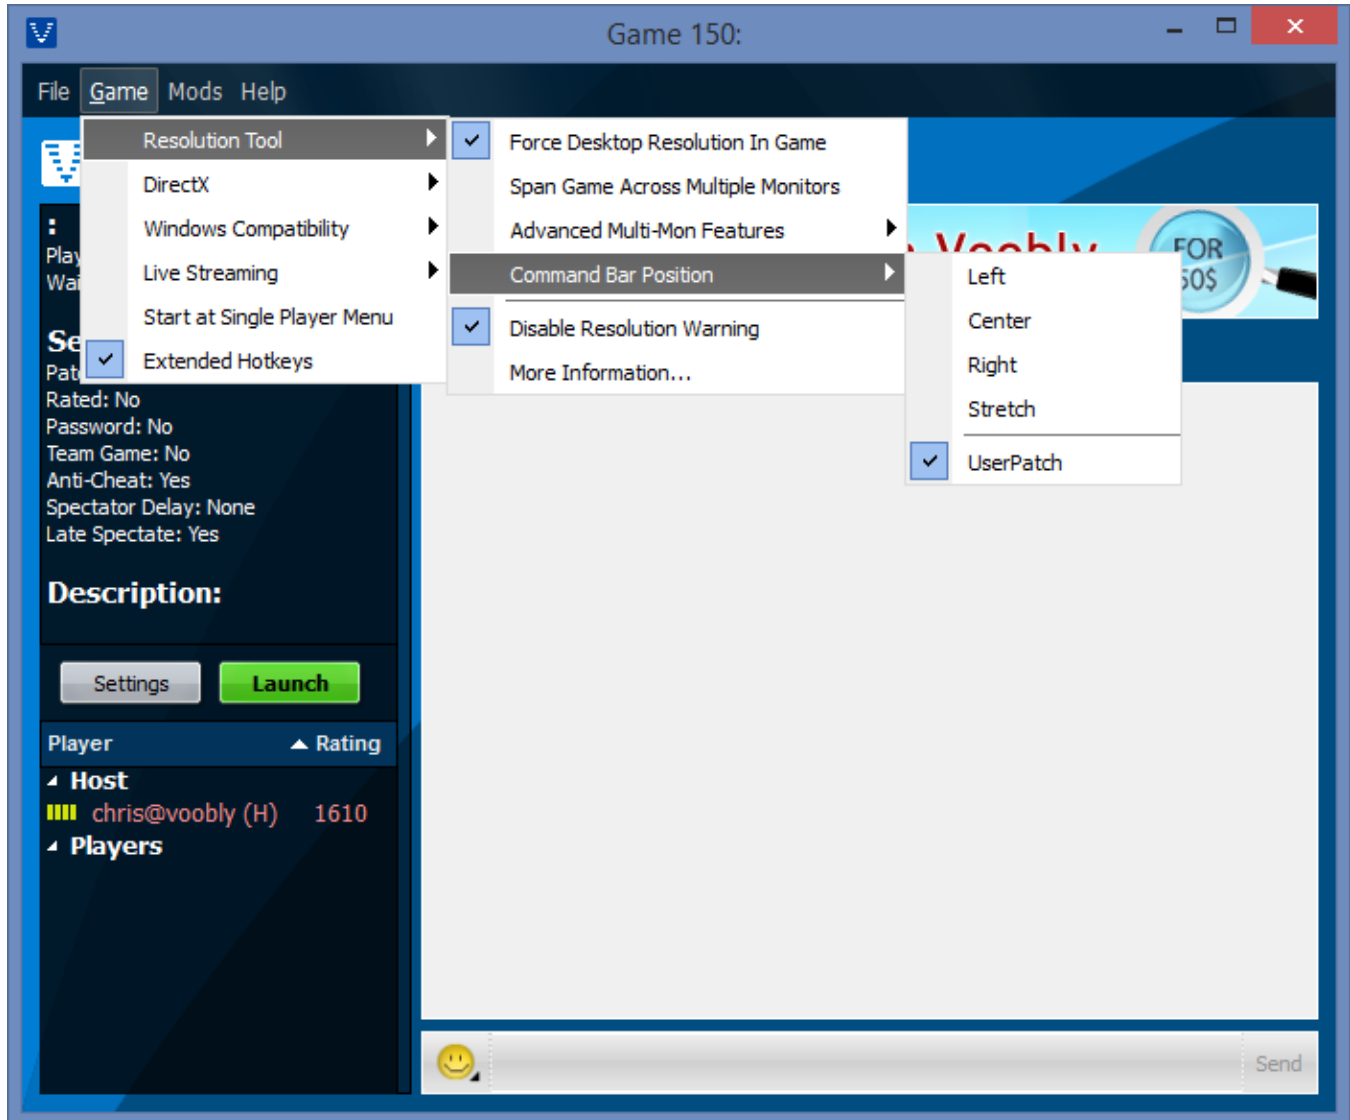 Game 150:
File Game Mods Help
Resolution Tool
DirectX
Windows Compatibility
Live Streaming
Start at Single Player Menu
Extended Hotkeys
Force Desktop Resolution In Game
Span Game Across Multiple Monitors
Advanced Multi-Mon Features
Command Bar Position
Disable Resolution Warning
More Information...
Left
Center
Right
Stretch
UserPatch
Voobly
FOR
50$
:
Rated: No
Password: No
Team Game: No
Anti-Cheat: Yes
Spectator Delay: None
Late Spectate: Yes
Description:
Settings Launch
Player Rating
Host
chris@voobly (H) 1610
Players
Send